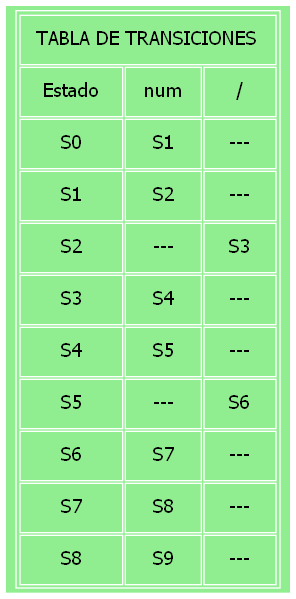 TABLA DE TRANSICIONES
Estado num /
S0 S1 ---
S1 S2 ---
S2 --- S3
S3 S4 ---
S4 S5 ---
S5 --- S6
S6 S7 ---
S7 S8 ---
S8 S9 ---